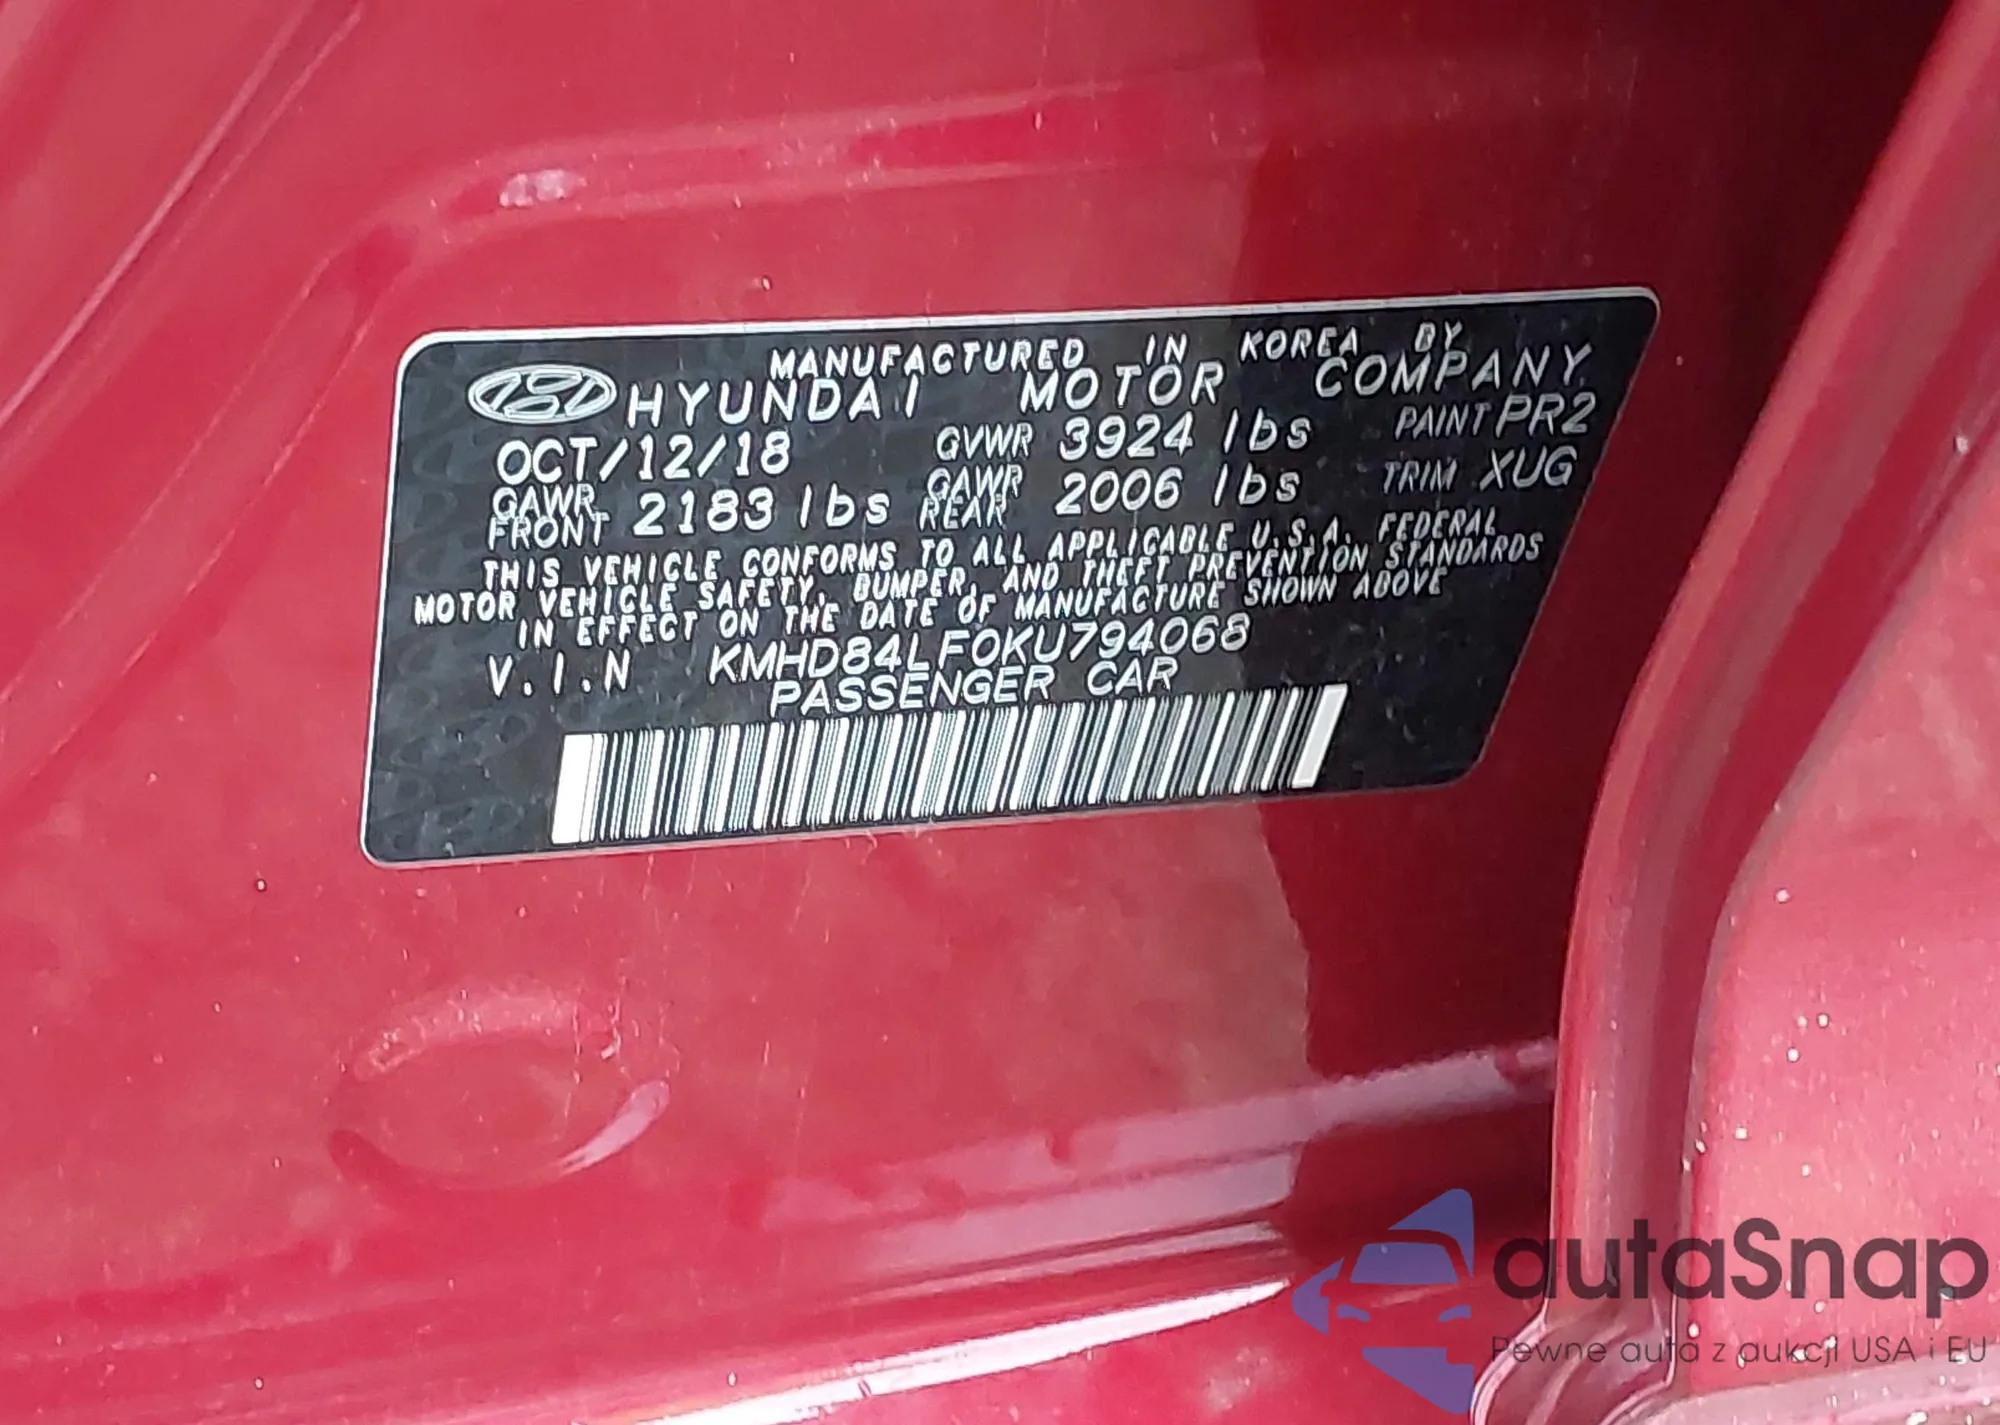 MANUFACTURED IN KOREA BY
HYUNDAI MOTOR COMPANY
OCT/12/18 GVWR 3924 lbs PAINT PR2
GAWR FRONT 2183 lbs GAWR REAR 2006 lbs TRIM XUG
THIS VEHICLE CONFORMS TO ALL APPLICABLE U.S.A. FEDERAL
MOTOR VEHICLE SAFETY, BUMPER, AND THEFT PREVENTION STANDARDS
IN EFFECT ON THE DATE OF MANUFACTURE SHOWN ABOVE
V.I.N KMHD84LF0KU794068
PASSENGER CAR
autaSnap
Pewne auta z aukcji USA i EU